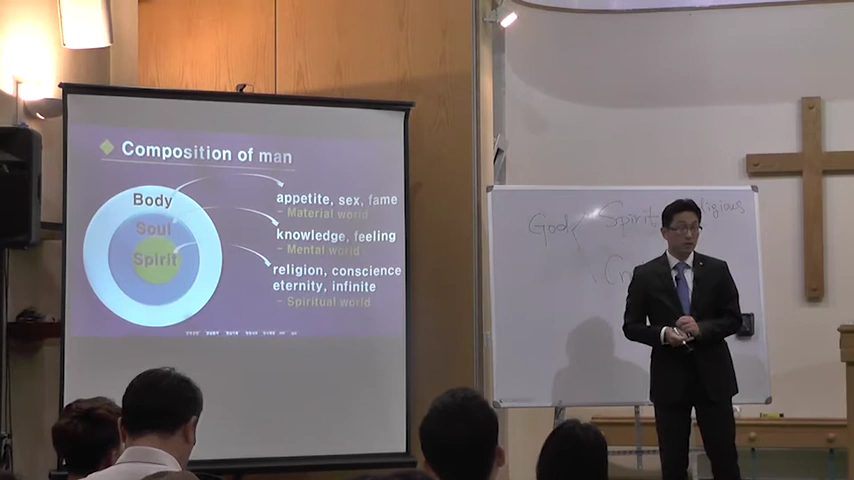 Composition of man
Body
Soul
Spirit
appetite, sex, fame
- Material world
knowledge, feeling
- Mental world
religion, conscience
eternity, infinite
- Spiritual world
God
Spirit